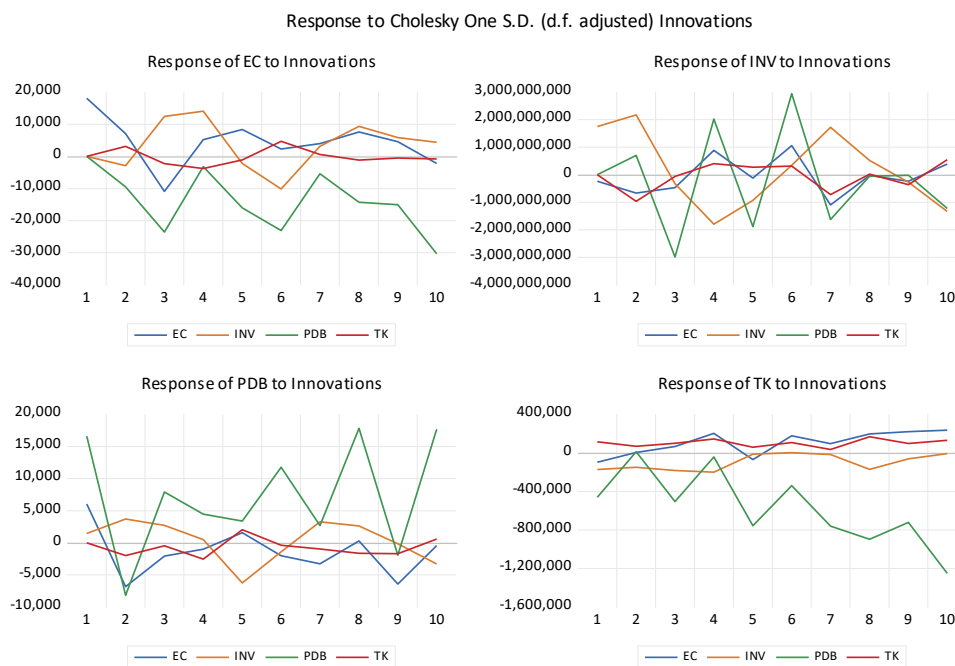 Response to Cholesky One S.D. (d.f. adjusted) Innovations
Response of EC to Innovations
20,000
10,000
0
-10,000
-20,000
-30,000
-40,000
1 2 3 4 5 6 7 8 9 10
EC INV PDB TK
Response of INV to Innovations
3,000,000,000
2,000,000,000
1,000,000,000
0
-1,000,000,000
-2,000,000,000
-3,000,000,000
-4,000,000,000
1 2 3 4 5 6 7 8 9 10
EC INV PDB TK
Response of PDB to Innovations
20,000
15,000
10,000
5,000
0
-5,000
-10,000
1 2 3 4 5 6 7 8 9 10
EC INV PDB TK
Response of TK to Innovations
400,000
0
-400,000
-800,000
-1,200,000
-1,600,000
1 2 3 4 5 6 7 8 9 10
EC INV PDB TK